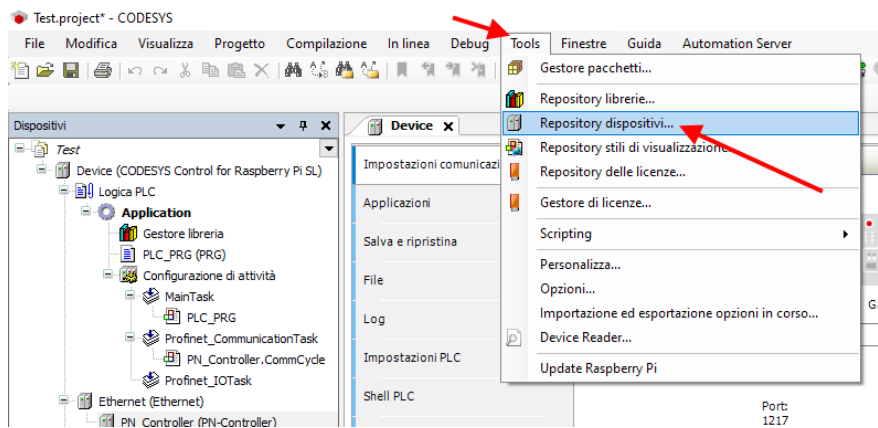 Test.project* - CODESYS
File Modifica Visualizza Progetto Compilazione In linea Debug Tools Finestre Guida Automation Server
Gestore pacchetti...
Repository librerie...
Repository dispositivi...
Repository stili di visualizzazione...
Repository delle licenze...
Gestore di licenze...
Scripting
Personalizza...
Opzioni...
Importazione ed esportazione opzioni in corso...
Device Reader...
Update Raspberry Pi
Dispositivi
Test
Device (CODESYS Control for Raspberry Pi SL)
Logica PLC
Application
Gestore libreria
PLC_PRG (PRG)
Configurazione di attività
MainTask
PLC_PRG
Profinet_CommunicationTask
PN_Controller.CommCycle
Profinet_IOTask
Ethernet (Ethernet)
PN_Controller (PN-Controller)
Device
Impostazioni comunicazi
Applicazioni
Salva e ripristina
File
Log
Impostazioni PLC
Shell PLC
Port:
1217